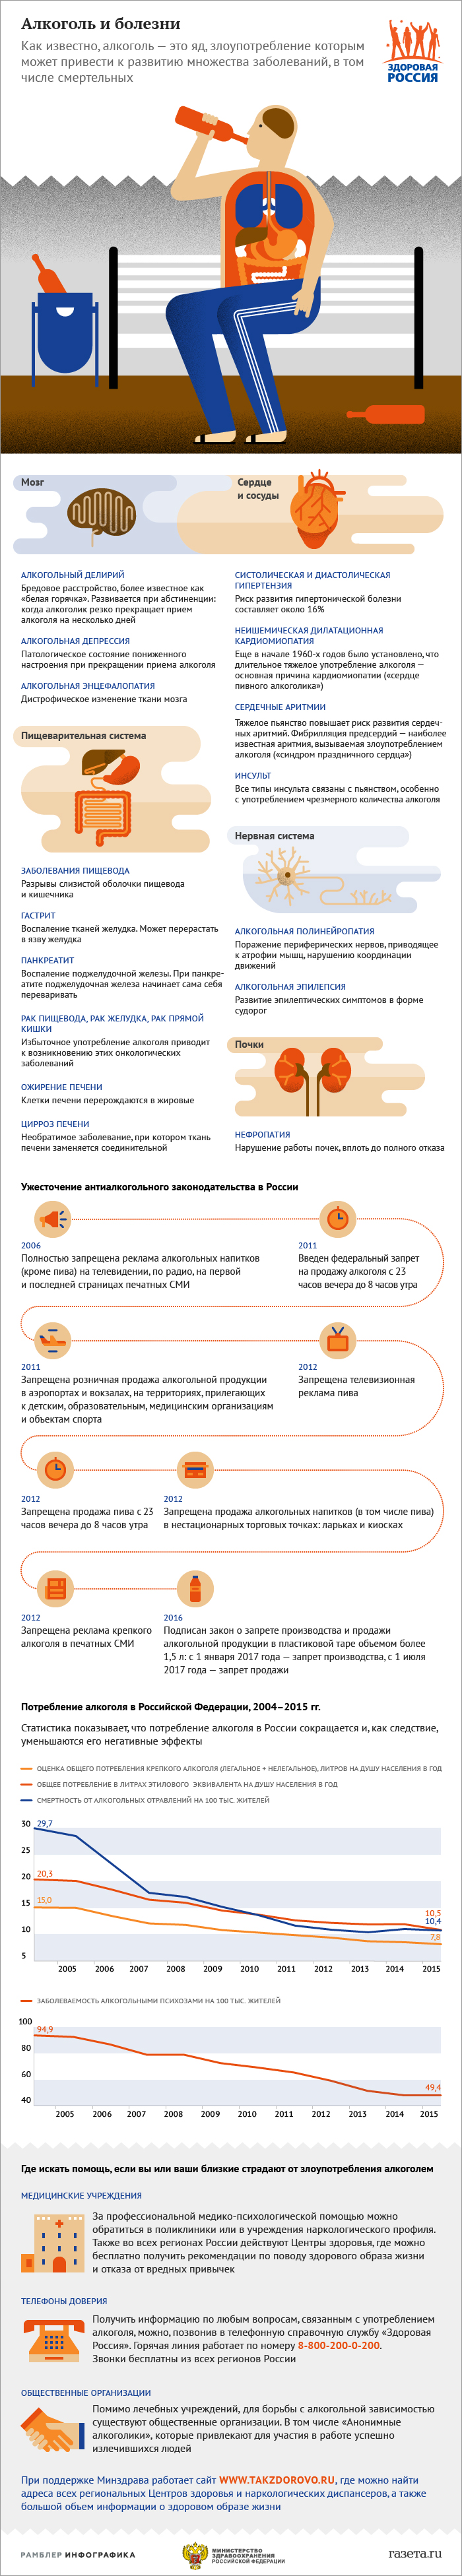 Алкоголь и болезни
Как известно, алкоголь — это яд, злоупотребление которым
может привести к развитию множества заболеваний, в том
числе смертельных
ЗДОРОВАЯ
РОССИЯ
Мозг
АЛКОГОЛЬНЫЙ ДЕЛИРИЙ
Бредовое расстройство, более известное как
«белая горячка». Развивается при абстиненции:
когда алкоголик резко прекращает прием
алкоголя на несколько дней
АЛКОГОЛЬНАЯ ДЕПРЕССИЯ
Патологическое состояние пониженного
настроения при прекращении приема алкоголя
АЛКОГОЛЬНАЯ ЭНЦЕФАЛОПАТИЯ
Дистрофическое изменение ткани мозга
Пищеварительная система
ЗАБОЛЕВАНИЯ ПИЩЕВОДА
Разрывы слизистой оболочки пищевода
и кишечника
ГАСТРИТ
Воспаление тканей желудка. Может перерастать
в язву желудка
ПАНКРЕАТИТ
Воспаление поджелудочной железы. При панкре-
атите поджелудочная железа начинает сама себя
переваривать
РАК ПИЩЕВОДА, РАК ЖЕЛУДКА, РАК ПРЯМОЙ
КИШКИ
Избыточное употребление алкоголя приводит
к возникновению этих онкологических
заболеваний
ОЖИРЕНИЕ ПЕЧЕНИ
Клетки печени перерождаются в жировые
ЦИРРОЗ ПЕЧЕНИ
Необратимое заболевание, при котором ткань
печени заменяется соединительной
Сердце
и сосуды
СИСТОЛИЧЕСКАЯ И ДИАСТОЛИЧЕСКАЯ
ГИПЕРТЕНЗИЯ
Риск развития гипертонической болезни
составляет около 16%
НЕИШЕМИЧЕСКАЯ ДИЛАТАЦИОННАЯ
КАРДИОМИОПАТИЯ
Еще в начале 1960-х годов было установлено, что
длительное тяжелое употребление алкоголя —
основная причина кардиомиопатии («сердце
пивного алкоголика»)
СЕРДЕЧНЫЕ АРИТМИИ
Тяжелое пьянство повышает риск развития сердеч-
ных аритмий. Фибрилляция предсердий — наиболее
известная аритмия, вызываемая злоупотреблением
алкоголя («синдром праздничного сердца»)
ИНСУЛЬТ
Все типы инсульта связаны с пьянством, особенно
с употреблением чрезмерного количества алкоголя
Нервная система
АЛКОГОЛЬНАЯ ПОЛИНЕЙРОПАТИЯ
Поражение периферических нервов, приводящее
к атрофии мышц, нарушению координации
движений
АЛКОГОЛЬНАЯ ЭПИЛЕПСИЯ
Развитие эпилептических симптомов в форме
судорог
Почки
НЕФРОПАТИЯ
Нарушение работы почек, вплоть до полного отказа
Ужесточение антиалкогольного законодательства в России
2006
Полностью запрещена реклама алкогольных напитков
(кроме пива) на телевидении, по радио, на первой
и последней страницах печатных СМИ
2011
Введен федеральный запрет
на продажу алкоголя с 23
часов вечера до 8 часов утра
2011
Запрещена розничная продажа алкогольной продукции
в аэропортах и вокзалах, на территориях, прилегающих
к детским, образовательным, медицинским организациям
и объектам спорта
2012
Запрещена телевизионная
реклама пива
2012
Запрещена продажа пива с 23
часов вечера до 8 часов утра
2012
Запрещена продажа алкогольных напитков (в том числе пива)
в нестационарных торговых точках: ларьках и киосках
2012
Запрещена реклама крепкого
алкоголя в печатных СМИ
2016
Подписан закон о запрете производства и продажи
алкогольной продукции в пластиковой таре объемом более
1,5 л: с 1 января 2017 года — запрет производства, с 1 июля
2017 года — запрет продажи
Потребление алкоголя в Российской Федерации, 2004–2015 гг.
Статистика показывает, что потребление алкоголя в России сокращается и, как следствие,
уменьшаются его негативные эффекты
ОЦЕНКА ОБЩЕГО ПОТРЕБЛЕНИЯ КРЕПКОГО АЛКОГОЛЯ (ЛЕГАЛЬНОЕ + НЕЛЕГАЛЬНОЕ), ЛИТРОВ НА ДУШУ НАСЕЛЕНИЯ В ГОД
ОБЩЕЕ ПОТРЕБЛЕНИЕ В ЛИТРАХ ЭТИЛОВОГО ЭКВИВАЛЕНТА НА ДУШУ НАСЕЛЕНИЯ В ГОД
СМЕРТНОСТЬ ОТ АЛКОГОЛЬНЫХ ОТРАВЛЕНИЙ НА 100 ТЫС. ЖИТЕЛЕЙ
30 29,7
25
20 20,3
15 15,0
10
5
10,5
10,4
7,8
2005 2006 2007 2008 2009 2010 2011 2012 2013 2014 2015
ЗАБОЛЕВАЕМОСТЬ АЛКОГОЛЬНЫМИ ПСИХОЗАМИ НА 100 ТЫС. ЖИТЕЛЕЙ
100
94,9
80
60
49,4
40
2005 2006 2007 2008 2009 2010 2011 2012 2013 2014 2015
Где искать помощь, если вы или ваши близкие страдают от злоупотребления алкоголем
МЕДИЦИНСКИЕ УЧРЕЖДЕНИЯ
За профессиональной медико-психологической помощью можно
обратиться в поликлиники или в учреждения наркологического профиля.
Также во всех регионах России действуют Центры здоровья, где можно
бесплатно получить рекомендации по поводу здорового образа жизни
и отказа от вредных привычек
ТЕЛЕФОНЫ ДОВЕРИЯ
Получить информацию по любым вопросам, связанным с употреблением
алкоголя, можно, позвонив в телефонную справочную службу «Здоровая
Россия». Горячая линия работает по номеру 8-800-200-0-200.
Звонки бесплатны из всех регионов России
ОБЩЕСТВЕННЫЕ ОРГАНИЗАЦИИ
Помимо лечебных учреждений, для борьбы с алкогольной зависимостью
существуют общественные организации. В том числе «Анонимные
алкоголики», которые привлекают для участия в работе успешно
излечившихся людей
При поддержке Минздрава работает сайт WWW.TAKZDOROVO.RU, где можно найти
адреса всех региональных Центров здоровья и наркологических диспансеров, а также
большой объем информации о здоровом образе жизни
РАМБЛЕР ИНФОГРАФИКА
МИНИСТЕРСТВО
ЗДРАВООХРАНЕНИЯ
РОССИЙСКОЙ ФЕДЕРАЦИИ
газета.ru